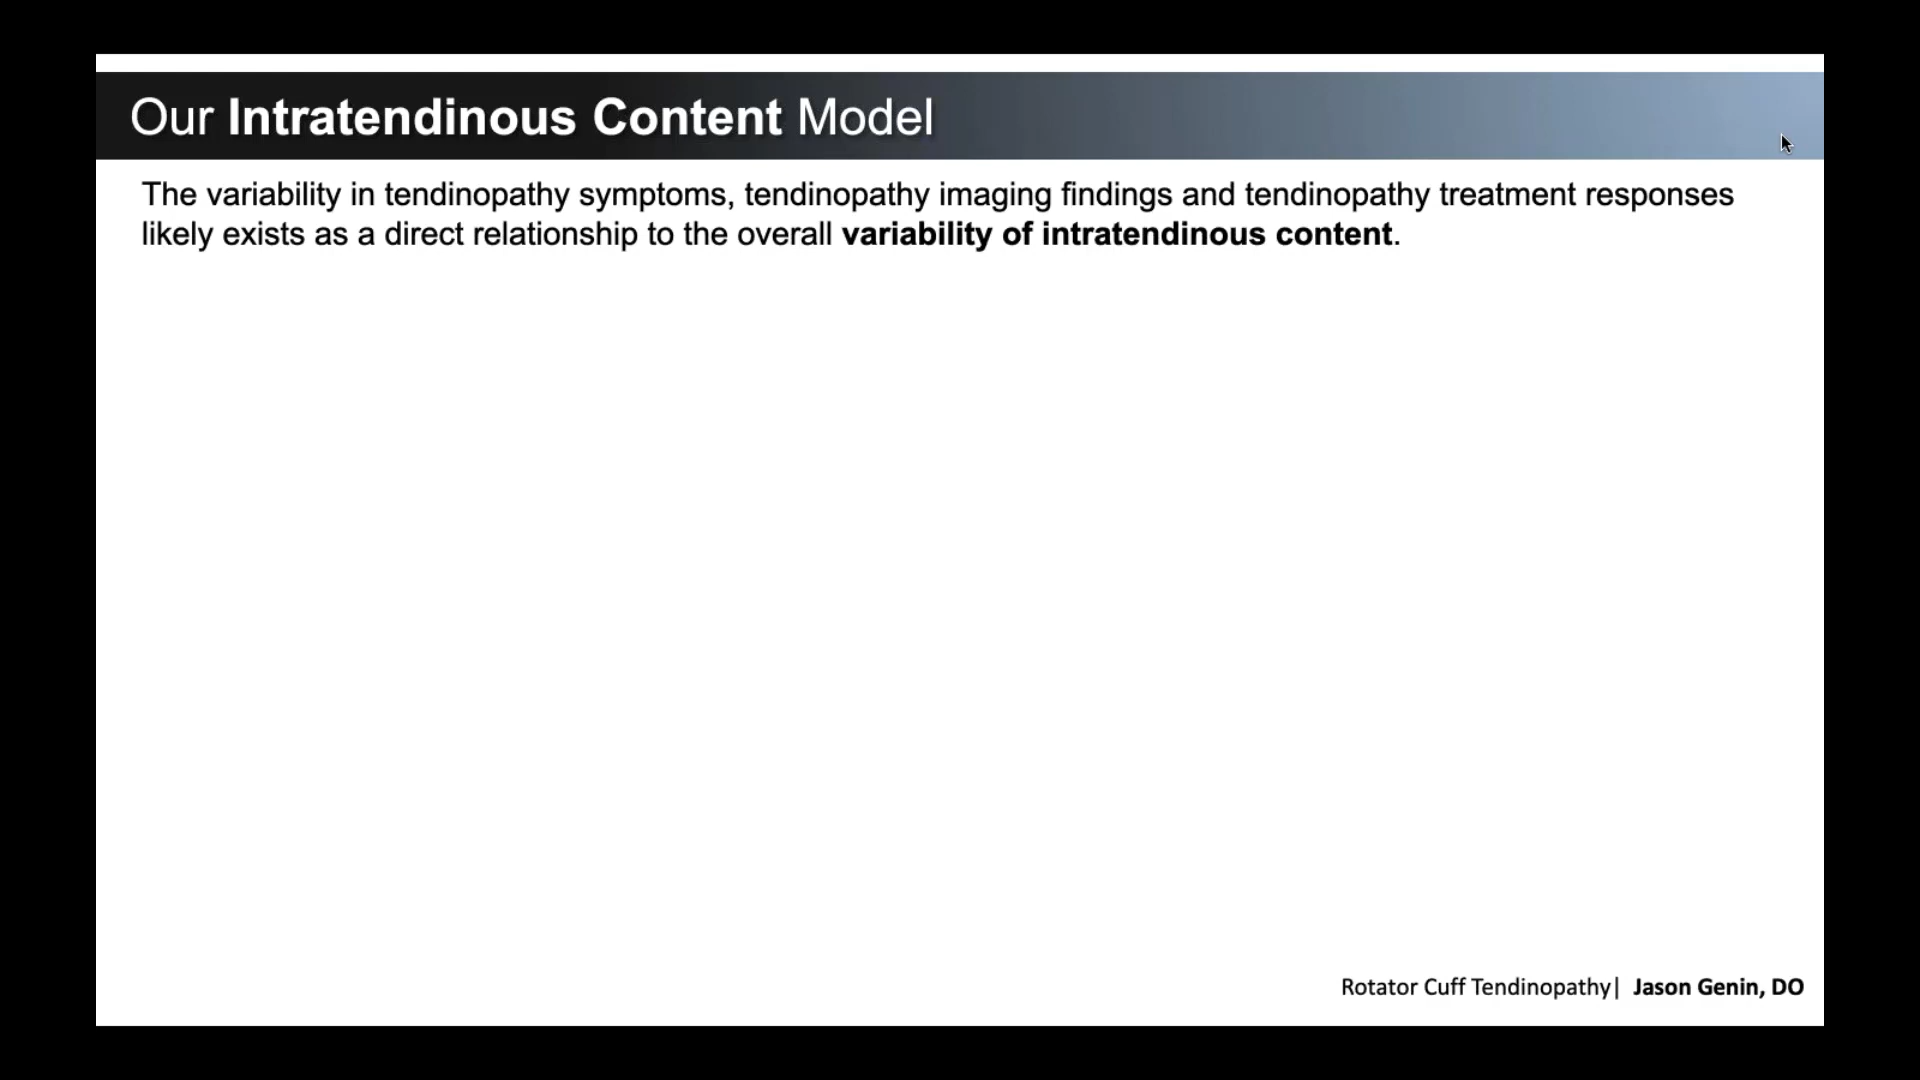 Our Intratendinous Content Model
The variability in tendinopathy symptoms, tendinopathy imaging findings and tendinopathy treatment responses
likely exists as a direct relationship to the overall variability of intratendinous content.
Rotator Cuff Tendinopathy| Jason Genin, DO